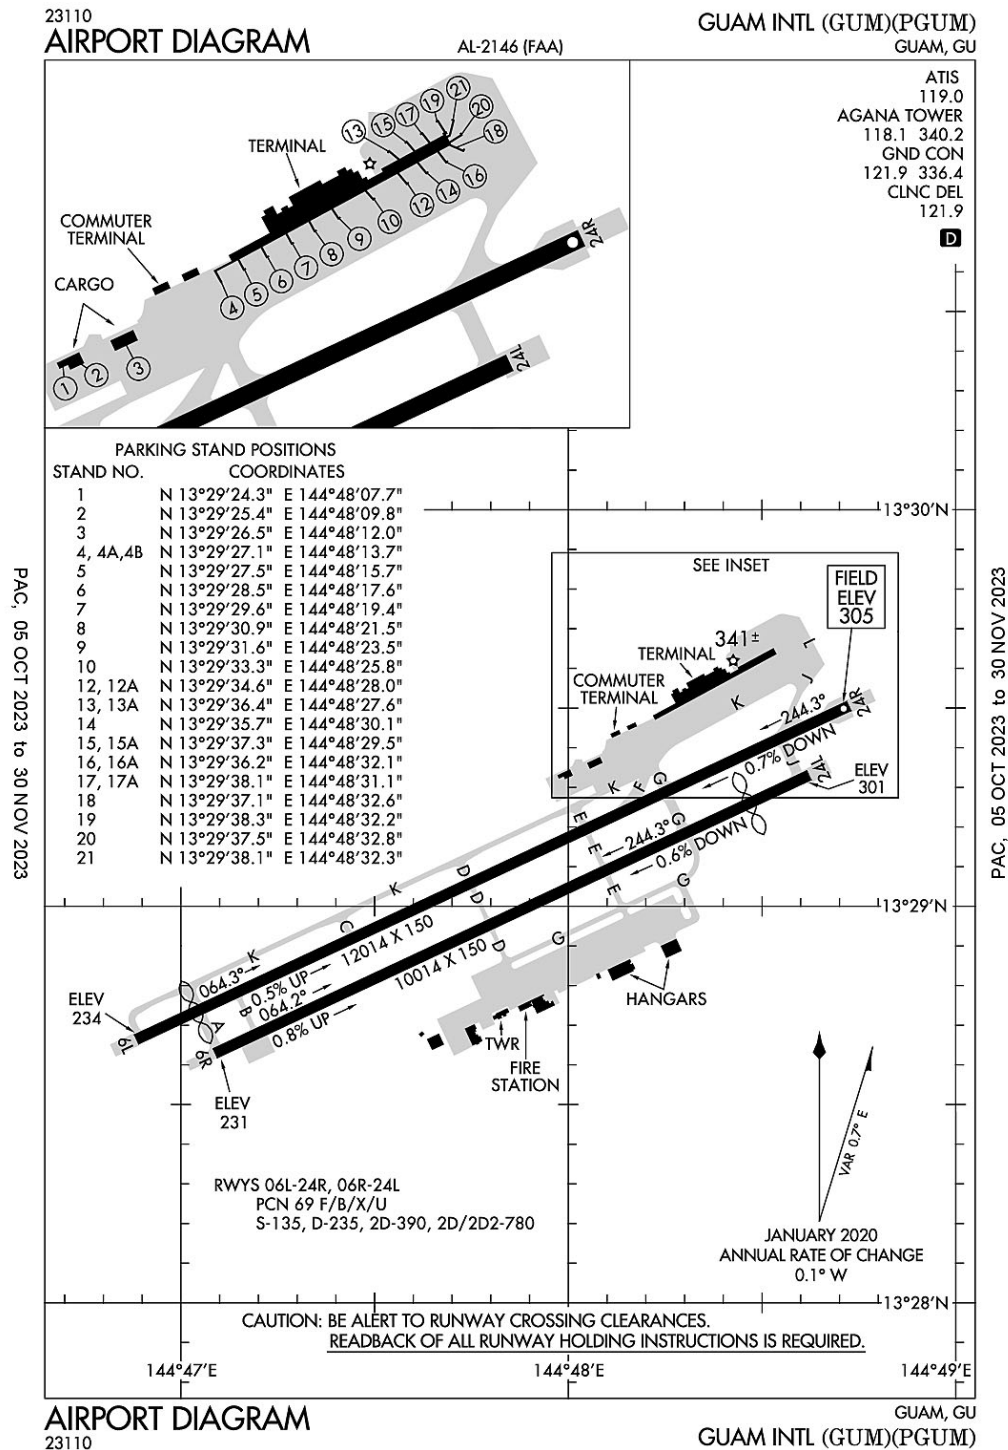 23110
AIRPORT DIAGRAM
AL-2146 (FAA)
GUAM INTL (GUM)(PGUM)
GUAM, GU
ATIS
119.0
AGANA TOWER
118.1 340.2
GND CON
121.9 336.4
CLNC DEL
121.9
D
TERMINAL
COMMUTER
TERMINAL
CARGO
1
2
3
4
5
6
7
8
9
10
12
14
16
13
15
17
19
21
20
18
24R
24L
PARKING STAND POSITIONS
STAND NO. COORDINATES
1 N 13°29'24.3" E 144°48'07.7"
2 N 13°29'25.4" E 144°48'09.8"
3 N 13°29'26.5" E 144°48'12.0"
4, 4A,4B N 13°29'27.1" E 144°48'13.7"
5 N 13°29'27.5" E 144°48'15.7"
6 N 13°29'28.5" E 144°48'17.6"
7 N 13°29'29.6" E 144°48'19.4"
8 N 13°29'30.9" E 144°48'21.5"
9 N 13°29'31.6" E 144°48'23.5"
10 N 13°29'33.3" E 144°48'25.8"
12, 12A N 13°29'34.6" E 144°48'28.0"
13, 13A N 13°29'36.4" E 144°48'27.6"
14 N 13°29'35.7" E 144°48'30.1"
15, 15A N 13°29'37.3" E 144°48'29.5"
16, 16A N 13°29'36.2" E 144°48'32.1"
17, 17A N 13°29'38.1" E 144°48'31.1"
18 N 13°29'37.1" E 144°48'32.6"
19 N 13°29'38.3" E 144°48'32.2"
20 N 13°29'37.5" E 144°48'32.8"
21 N 13°29'38.1" E 144°48'32.3"
PAC, 05 OCT 2023 to 30 NOV 2023
PAC, 05 OCT 2023 to 30 NOV 2023
13°30'N
SEE INSET
FIELD
ELEV
305
341±
TERMINAL
COMMUTER
TERMINAL
L
J
K
244.3°
24R
0.7% DOWN
I
24L
ELEV
301
K
F
G
E
G
244.3°
0.6% DOWN
E
E
G
D
D
D
G
K
C
K
13°29'N
12014 X 150
10014 X 150
064.3°
0.5% UP
064.2°
0.8% UP
A
B
ELEV
234
6L
6R
ELEV
231
HANGARS
TWR
FIRE
STATION
VAR 0.7° E
JANUARY 2020
ANNUAL RATE OF CHANGE
0.1° W
RWYS 06L-24R, 06R-24L
PCN 69 F/B/X/U
S-135, D-235, 2D-390, 2D/2D2-780
13°28'N
CAUTION: BE ALERT TO RUNWAY CROSSING CLEARANCES.
READBACK OF ALL RUNWAY HOLDING INSTRUCTIONS IS REQUIRED.
144°47'E
144°48'E
144°49'E
AIRPORT DIAGRAM
23110
GUAM, GU
GUAM INTL (GUM)(PGUM)